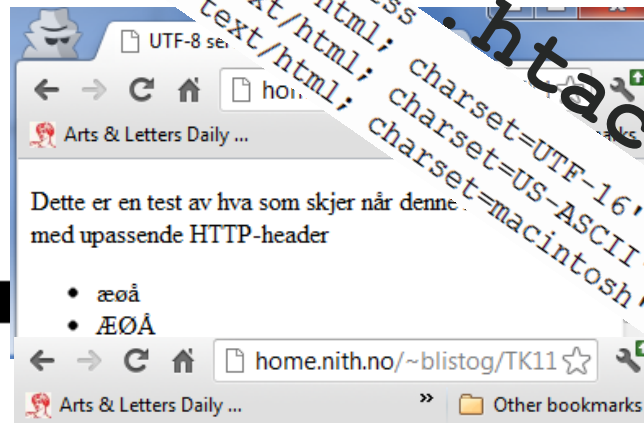 UTF-8
.htac
text/html; charset=UTF-16'
text/html; charset=US-ASCII'
text/html; charset=macintosh'
Arts & Letters Daily ...
Dette er en test av hva som skjer når denne
med upassende HTTP-header
• æøå
• ÆØÅ
home.nith.no/~blistog/TK11
Arts & Letters Daily ...
» Other bookmarks